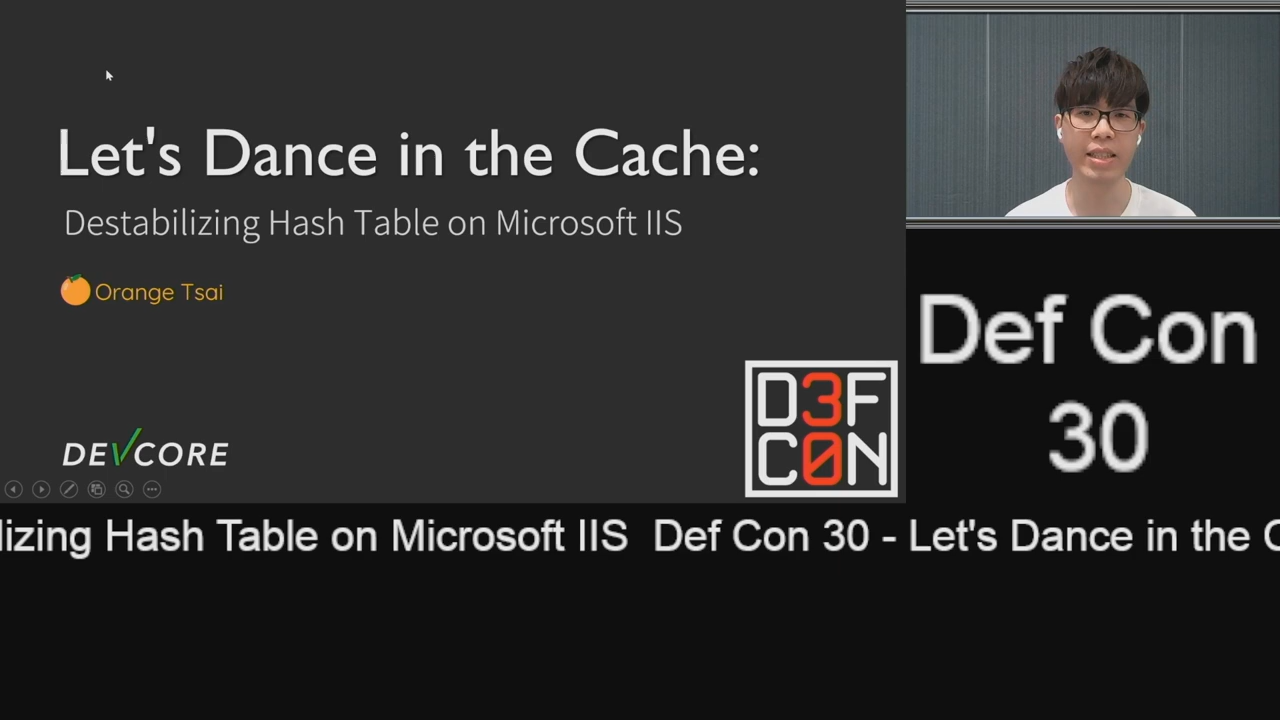 Let's Dance in the Cache:
Destabilizing Hash Table on Microsoft IIS
Orange Tsai
DEVCORE
D3F
C0N
Def Con
30
lizing Hash Table on Microsoft IIS Def Con 30 - Let's Dance in the C